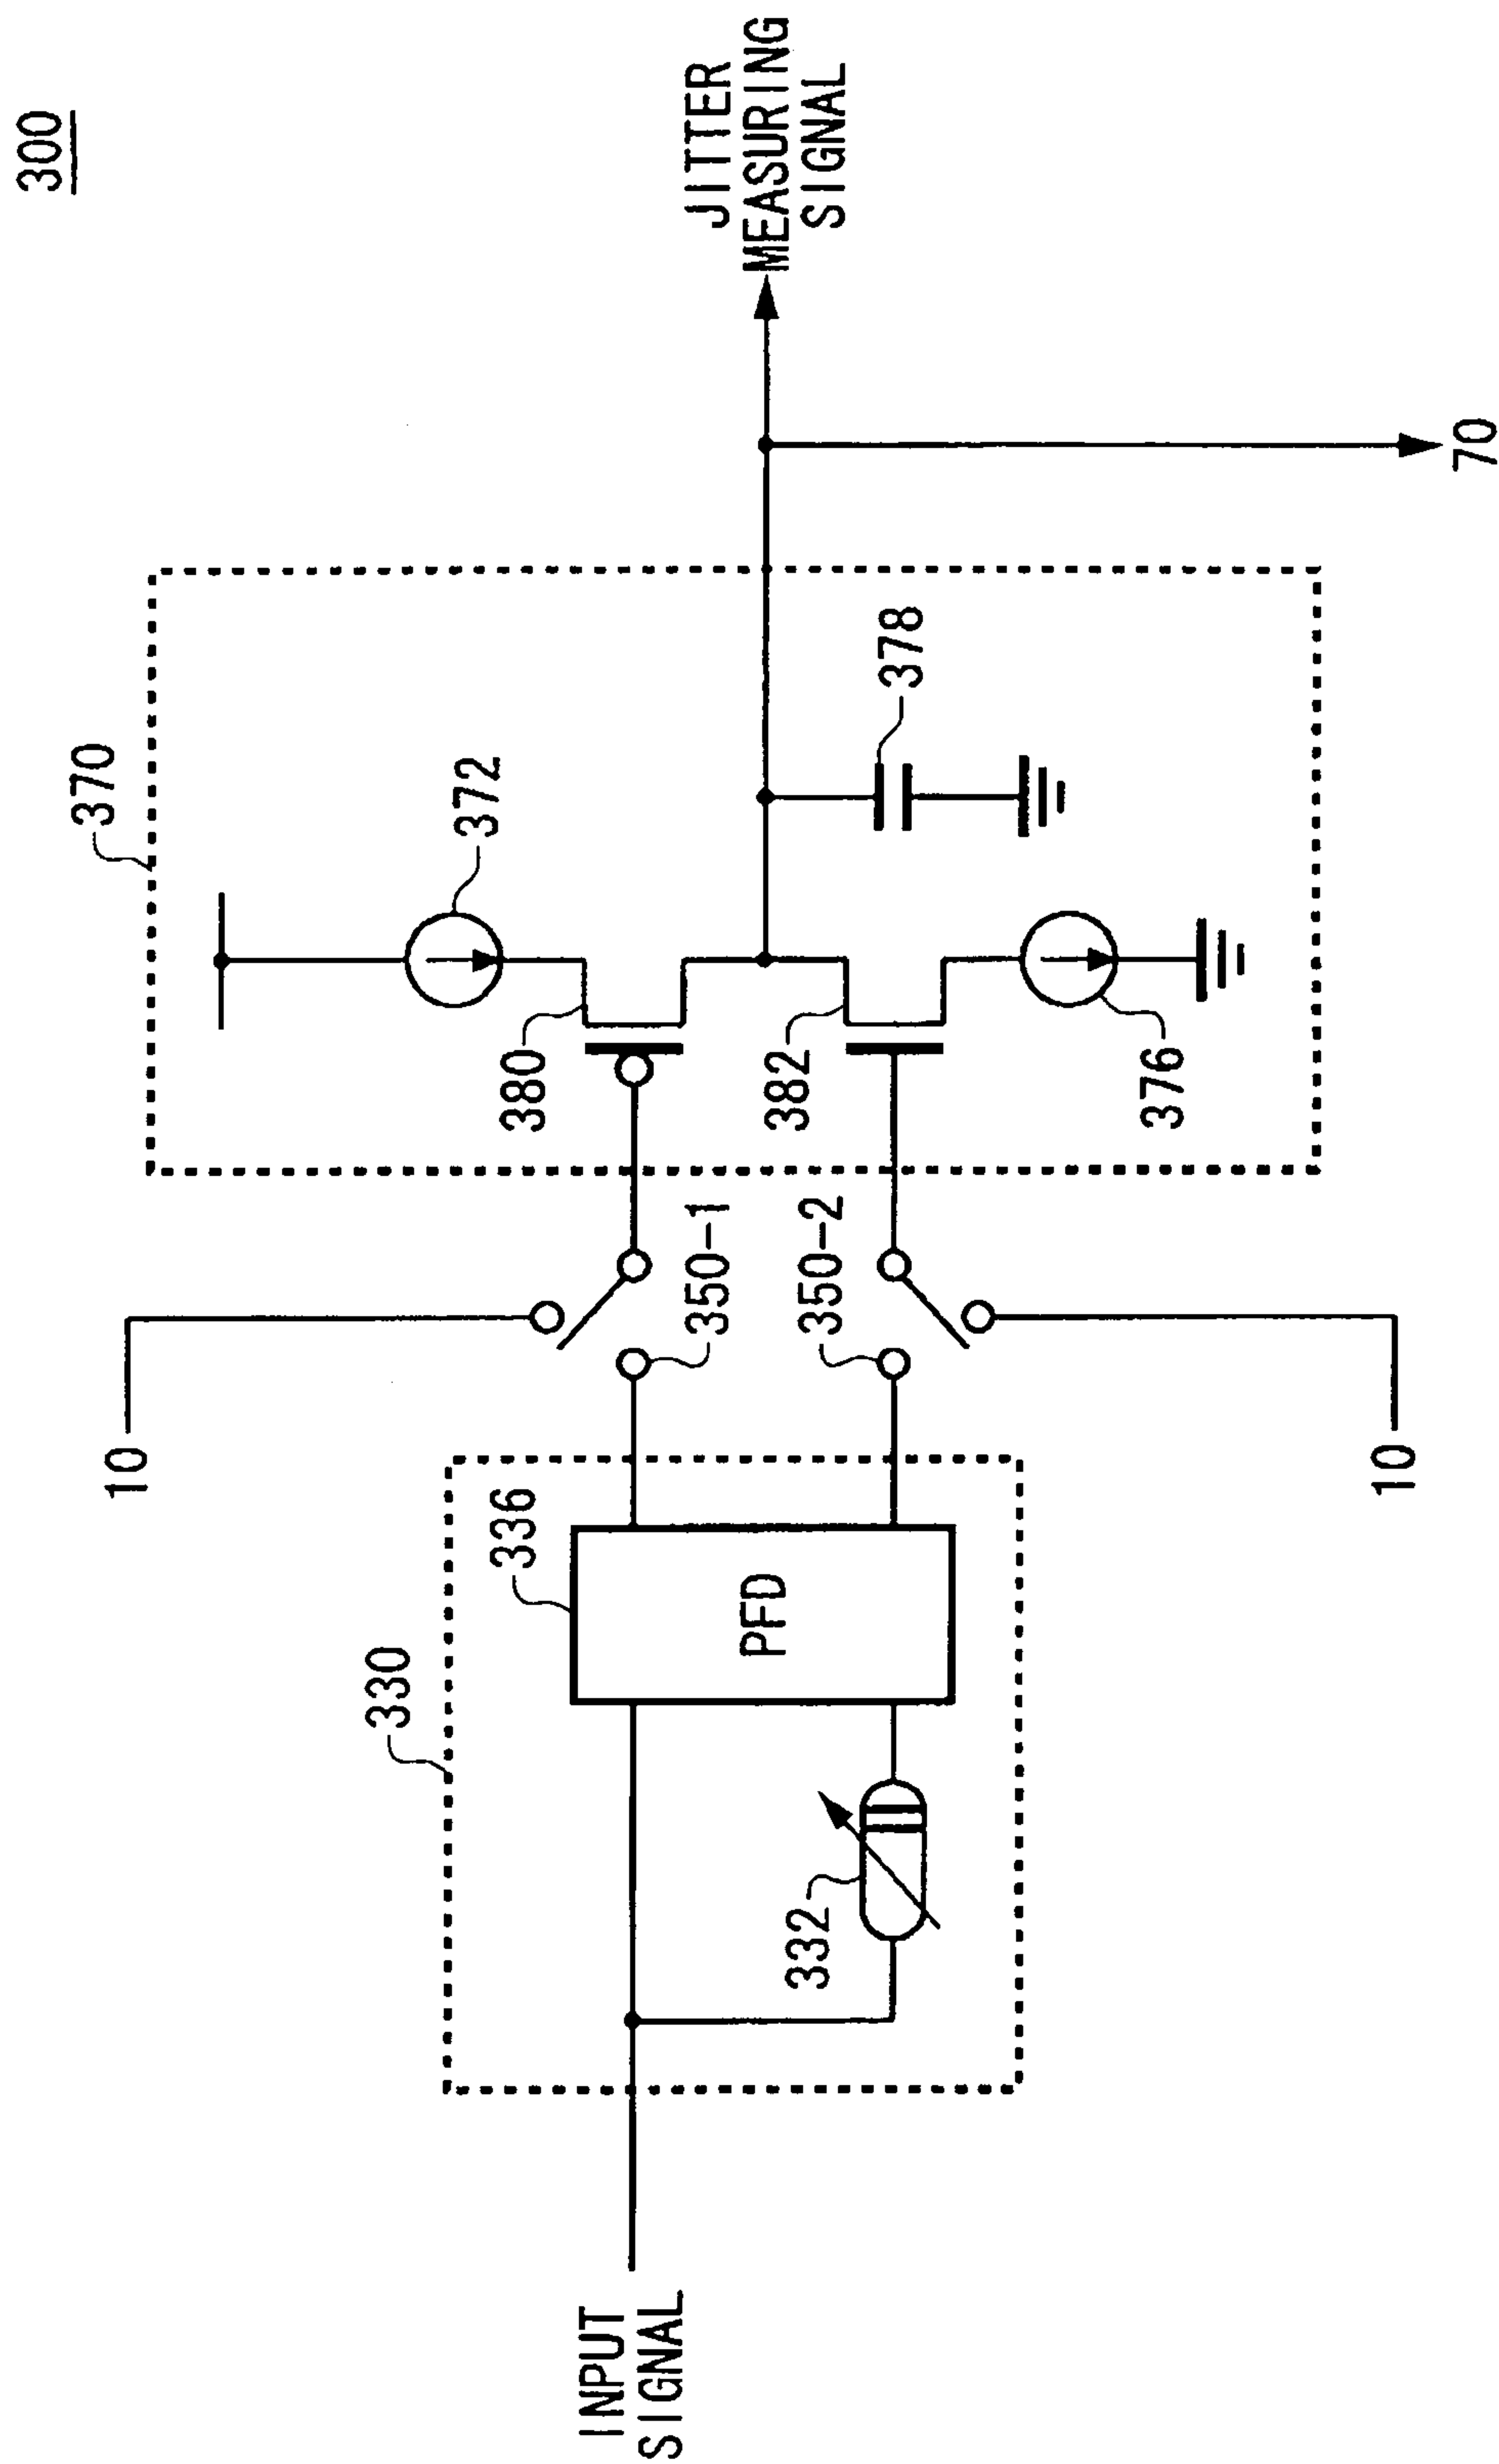 300
370
372
380
378
JITTER
MEASURING
SIGNAL
10
330
336
350-1
PFD
332
350-2
382
376
INPUT
SIGNAL
10
70